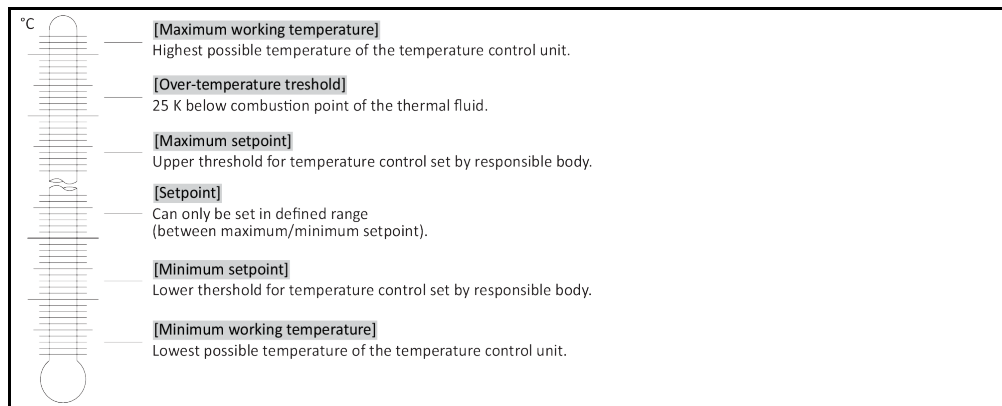 °C
[Maximum working temperature]
Highest possible temperature of the temperature control unit.
[Over-temperature treshold]
25 K below combustion point of the thermal fluid.
[Maximum setpoint]
Upper threshold for temperature control set by responsible body.
[Setpoint]
Can only be set in defined range
(between maximum/minimum setpoint).
[Minimum setpoint]
Lower thershold for temperature control set by responsible body.
[Minimum working temperature]
Lowest possible temperature of the temperature control unit.